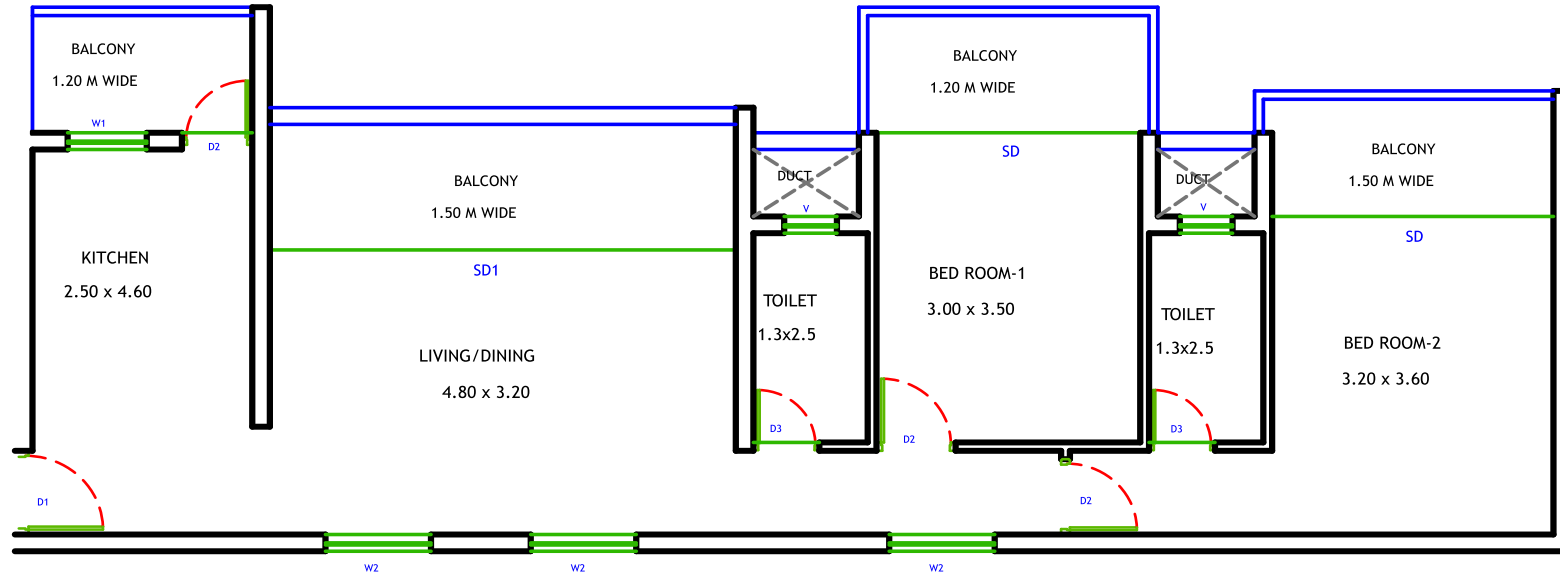 BALCONY
1.20 M WIDE
W1
D2
KITCHEN
2.50 x 4.60
D1
BALCONY
1.50 M WIDE
SD1
LIVING/DINING
4.80 x 3.20
DUCT
V
TOILET
1.3x2.5
D3
BALCONY
1.20 M WIDE
SD
BED ROOM-1
3.00 x 3.50
D2
DUCT
V
TOILET
1.3x2.5
D3
D2
BALCONY
1.50 M WIDE
SD
BED ROOM-2
3.20 x 3.60
W2
W2
W2